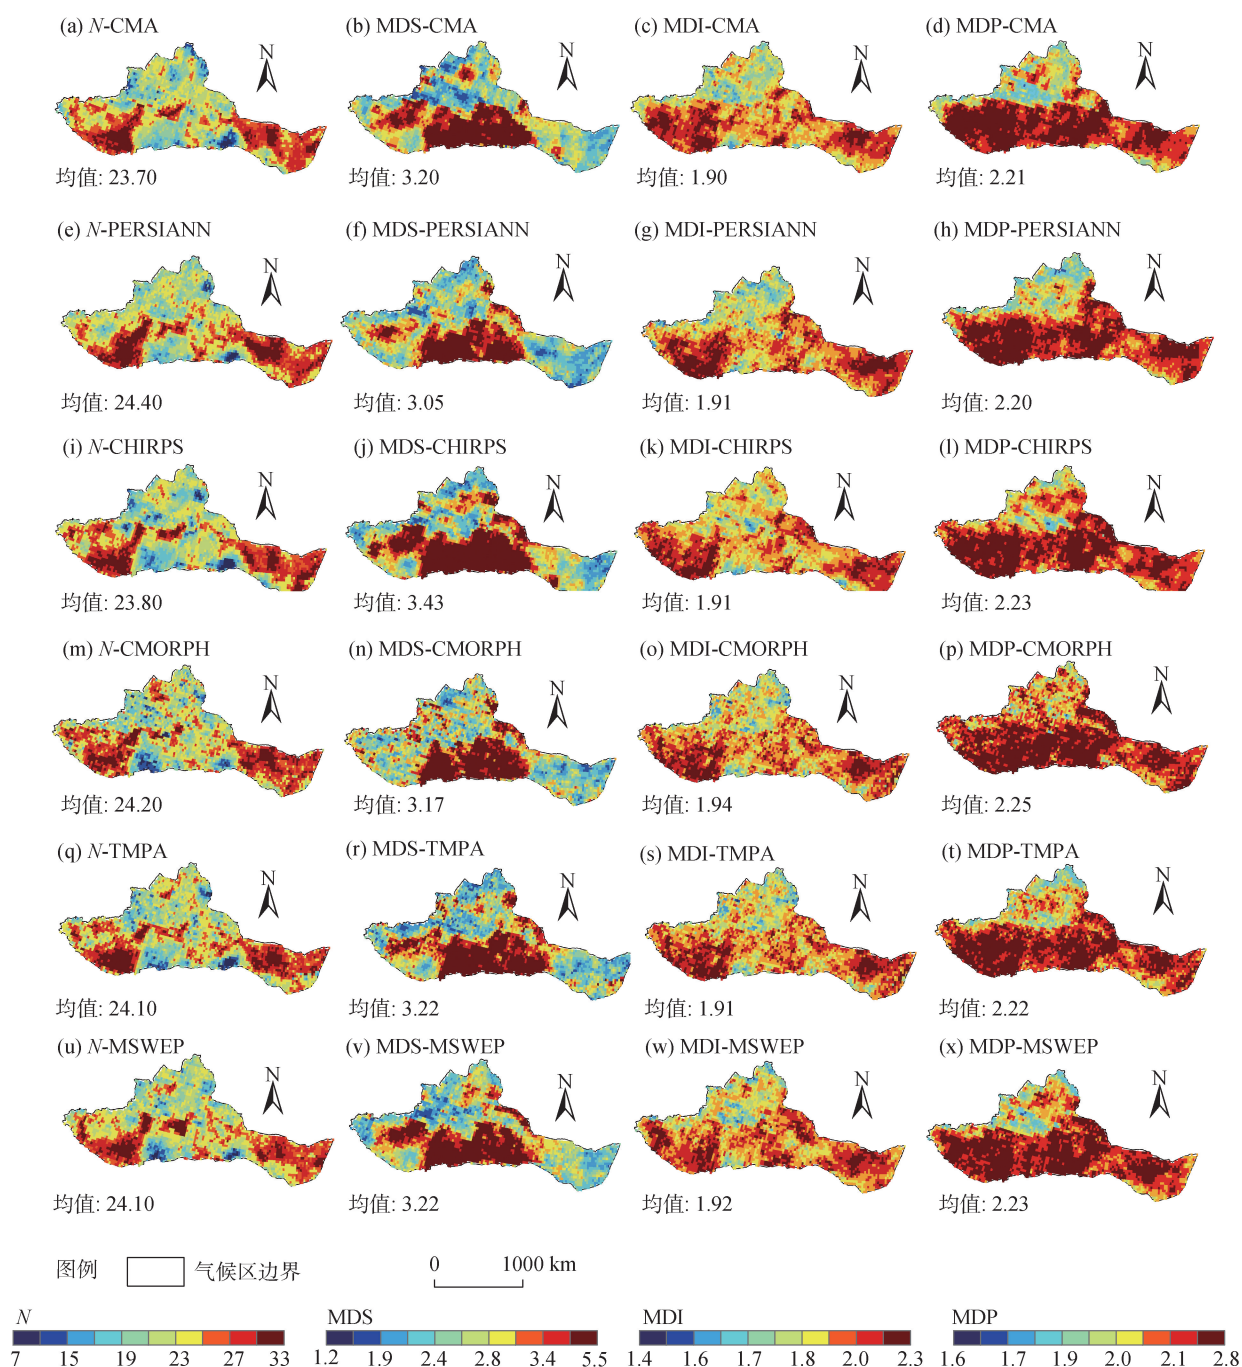 (a) N-CMA (b) MDS-CMA (c) MDI-CMA (d) MDP-CMA
N N N N
均值: 23.70 均值: 3.20 均值: 1.90 均值: 2.21
(e) N-PERSIANN (f) MDS-PERSIANN (g) MDI-PERSIANN (h) MDP-PERSIANN
N N N N
均值: 24.40 均值: 3.05 均值: 1.91 均值: 2.20
(i) N-CHIRPS (j) MDS-CHIRPS (k) MDI-CHIRPS (l) MDP-CHIRPS
N N N N
均值: 23.80 均值: 3.43 均值: 1.91 均值: 2.23
(m) N-CMORPH (n) MDS-CMORPH (o) MDI-CMORPH (p) MDP-CMORPH
N N N N
均值: 24.20 均值: 3.17 均值: 1.94 均值: 2.25
(q) N-TMPA (r) MDS-TMPA (s) MDI-TMPA (t) MDP-TMPA
N N N N
均值: 24.10 均值: 3.22 均值: 1.91 均值: 2.22
(u) N-MSWEP (v) MDS-MSWEP (w) MDI-MSWEP (x) MDP-MSWEP
N N N N
均值: 24.10 均值: 3.22 均值: 1.92 均值: 2.23
图例 气候区边界 0 1000 km
N MDS MDI MDP
7 15 19 23 27 33 1.2 1.9 2.4 2.8 3.4 5.5 1.4 1.6 1.7 1.8 2.0 2.3 1.6 1.7 1.9 2.0 2.1 2.8